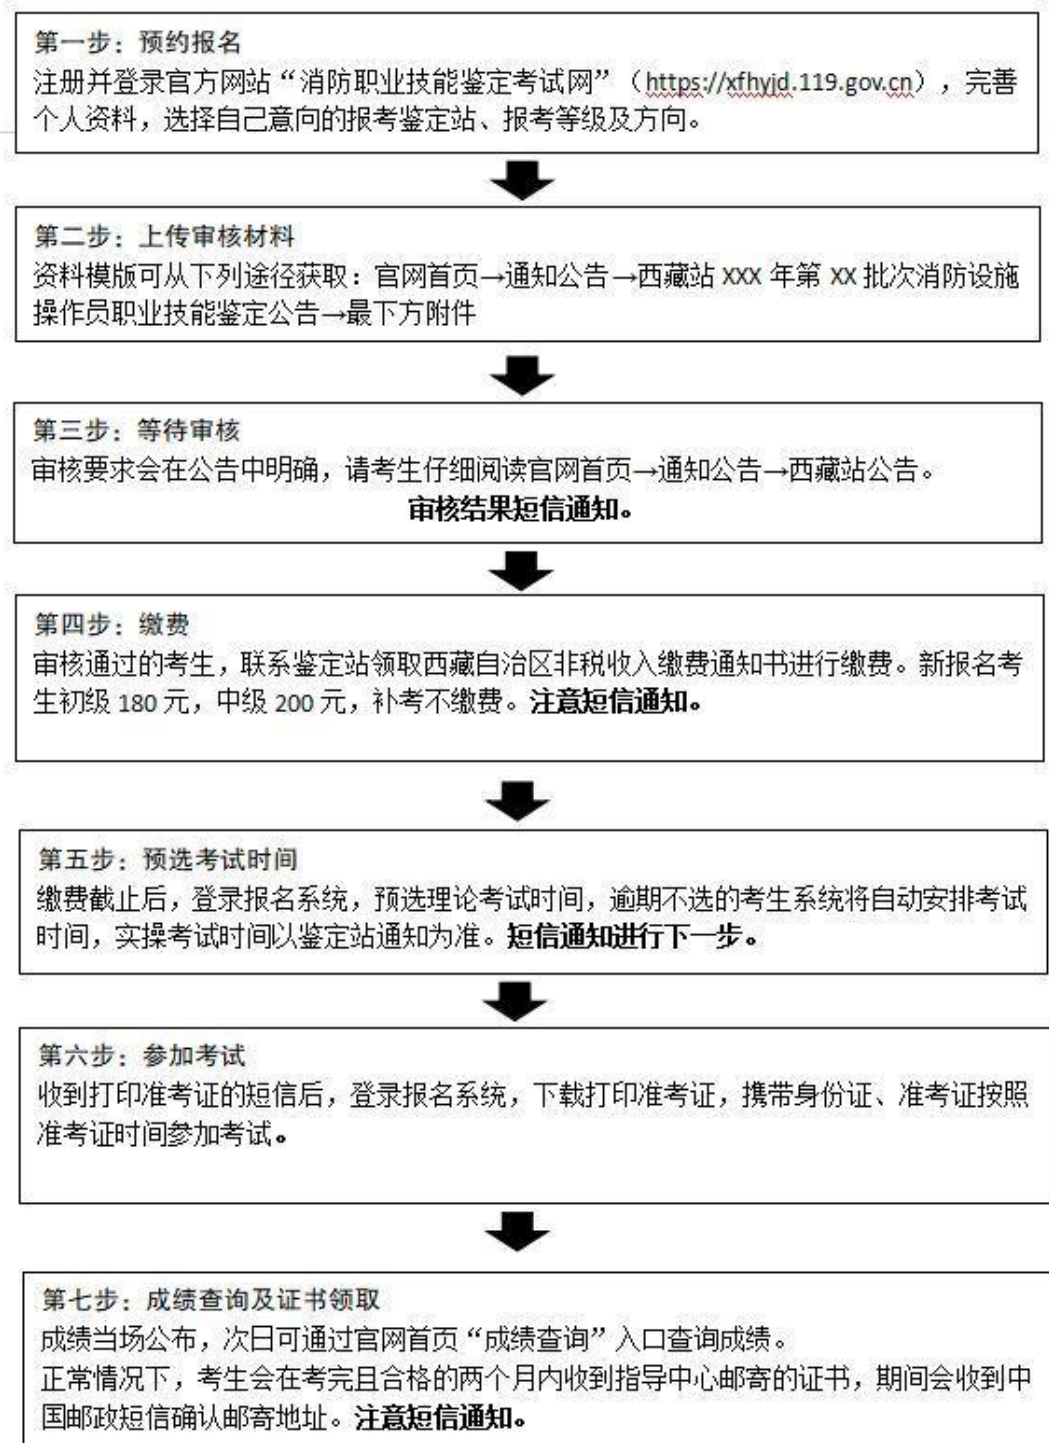 第一步：预约报名
注册并登录官方网站“消防职业技能鉴定考试网”（https://xfhyjd.119.gov.cn），完善
个人资料，选择自己意向的报考鉴定站、报考等级及方向。
第二步：上传审核材料
资料模版可从下列途径获取：官网首页→通知公告→西藏站 XXX 年第 XX 批次消防设施
操作员职业技能鉴定公告→最下方附件
第三步：等待审核
审核要求会在公告中明确，请考生仔细阅读官网首页→通知公告→西藏站公告。
审核结果短信通知。
第四步：缴费
审核通过的考生，联系鉴定站领取西藏自治区非税收入缴费通知书进行缴费。新报名考
生初级 180 元，中级 200 元，补考不缴费。注意短信通知。
第五步：预选考试时间
缴费截止后，登录报名系统，预选理论考试时间，逾期不选的考生系统将自动安排考试
时间，实操考试时间以鉴定站通知为准。短信通知进行下一步。
第六步：参加考试
收到打印准考证的短信后，登录报名系统，下载打印准考证，携带身份证、准考证按照
准考证时间参加考试。
第七步：成绩查询及证书领取
成绩当场公布，次日可通过官网首页“成绩查询”入口查询成绩。
正常情况下，考生会在考完且合格的两个月内收到指导中心邮寄的证书，期间会收到中
国邮政短信确认邮寄地址。注意短信通知。